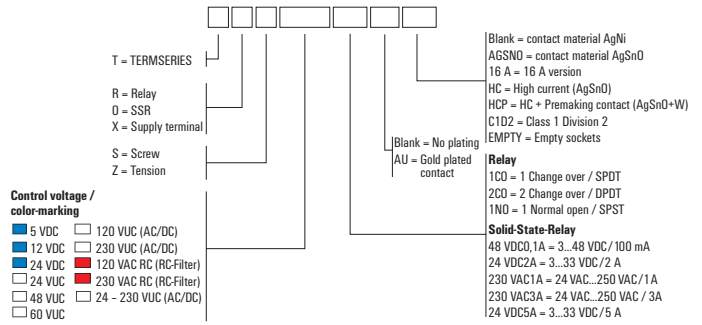 T = TERMSERIES
R = Relay
O = SSR
X = Supply terminal
S = Screw
Z = Tension
Control voltage /
color-marking
5 VDC
12 VDC
24 VDC
24 VUC
48 VUC
60 VUC
120 VUC (AC/DC)
230 VUC (AC/DC)
120 VAC RC (RC-Filter)
230 VAC RC (RC-Filter)
24 - 230 VUC (AC/DC)
Blank = No plating
AU = Gold plated
contact
Blank = contact material AgNi
AGSNO = contact material AgSnO
16 A = 16 A version
HC = High current (AgSnO)
HCP = HC + Premaking contact (AgSnO+W)
C1D2 = Class 1 Division 2
EMPTY = Empty sockets
Relay
1CO = 1 Change over / SPDT
2CO = 2 Change over / DPDT
1NO = 1 Normal open / SPST
Solid-State-Relay
48 VDC0,1A = 3...48 VDC/100 mA
24 VDC2A = 3...33 VDC/2 A
230 VAC1A = 24 VAC...250 VAC/1 A
230 VAC3A = 24 VAC...250 VAC / 3A
24 VDC5A = 3...33 VDC/5 A